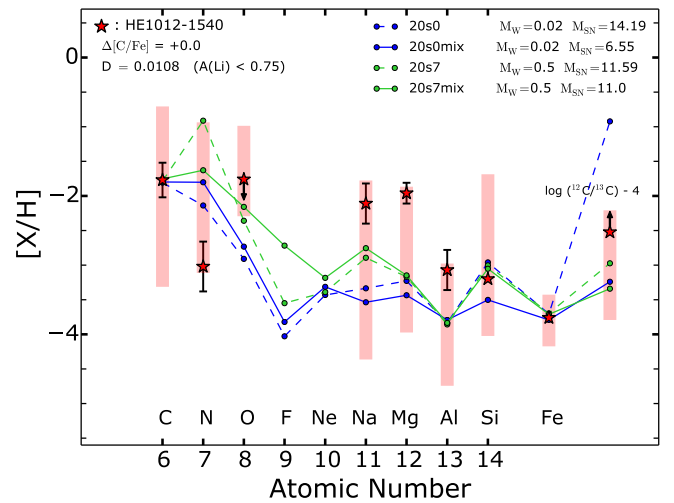 ★ : HE1012-1540
Δ[C/Fe] = +0.0
D = 0.0108 (A(Li) < 0.75)
20s0 M_W=0.02 M_SN=14.19
20s0mix M_W=0.02 M_SN=6.55
20s7 M_W=0.5 M_SN=11.59
20s7mix M_W=0.5 M_SN=11.0
log (¹²C/¹³C) - 4
[X/H]
0
−2
−4
C N O F Ne Na Mg Al Si Fe
6 7 8 9 10 11 12 13 14
Atomic Number